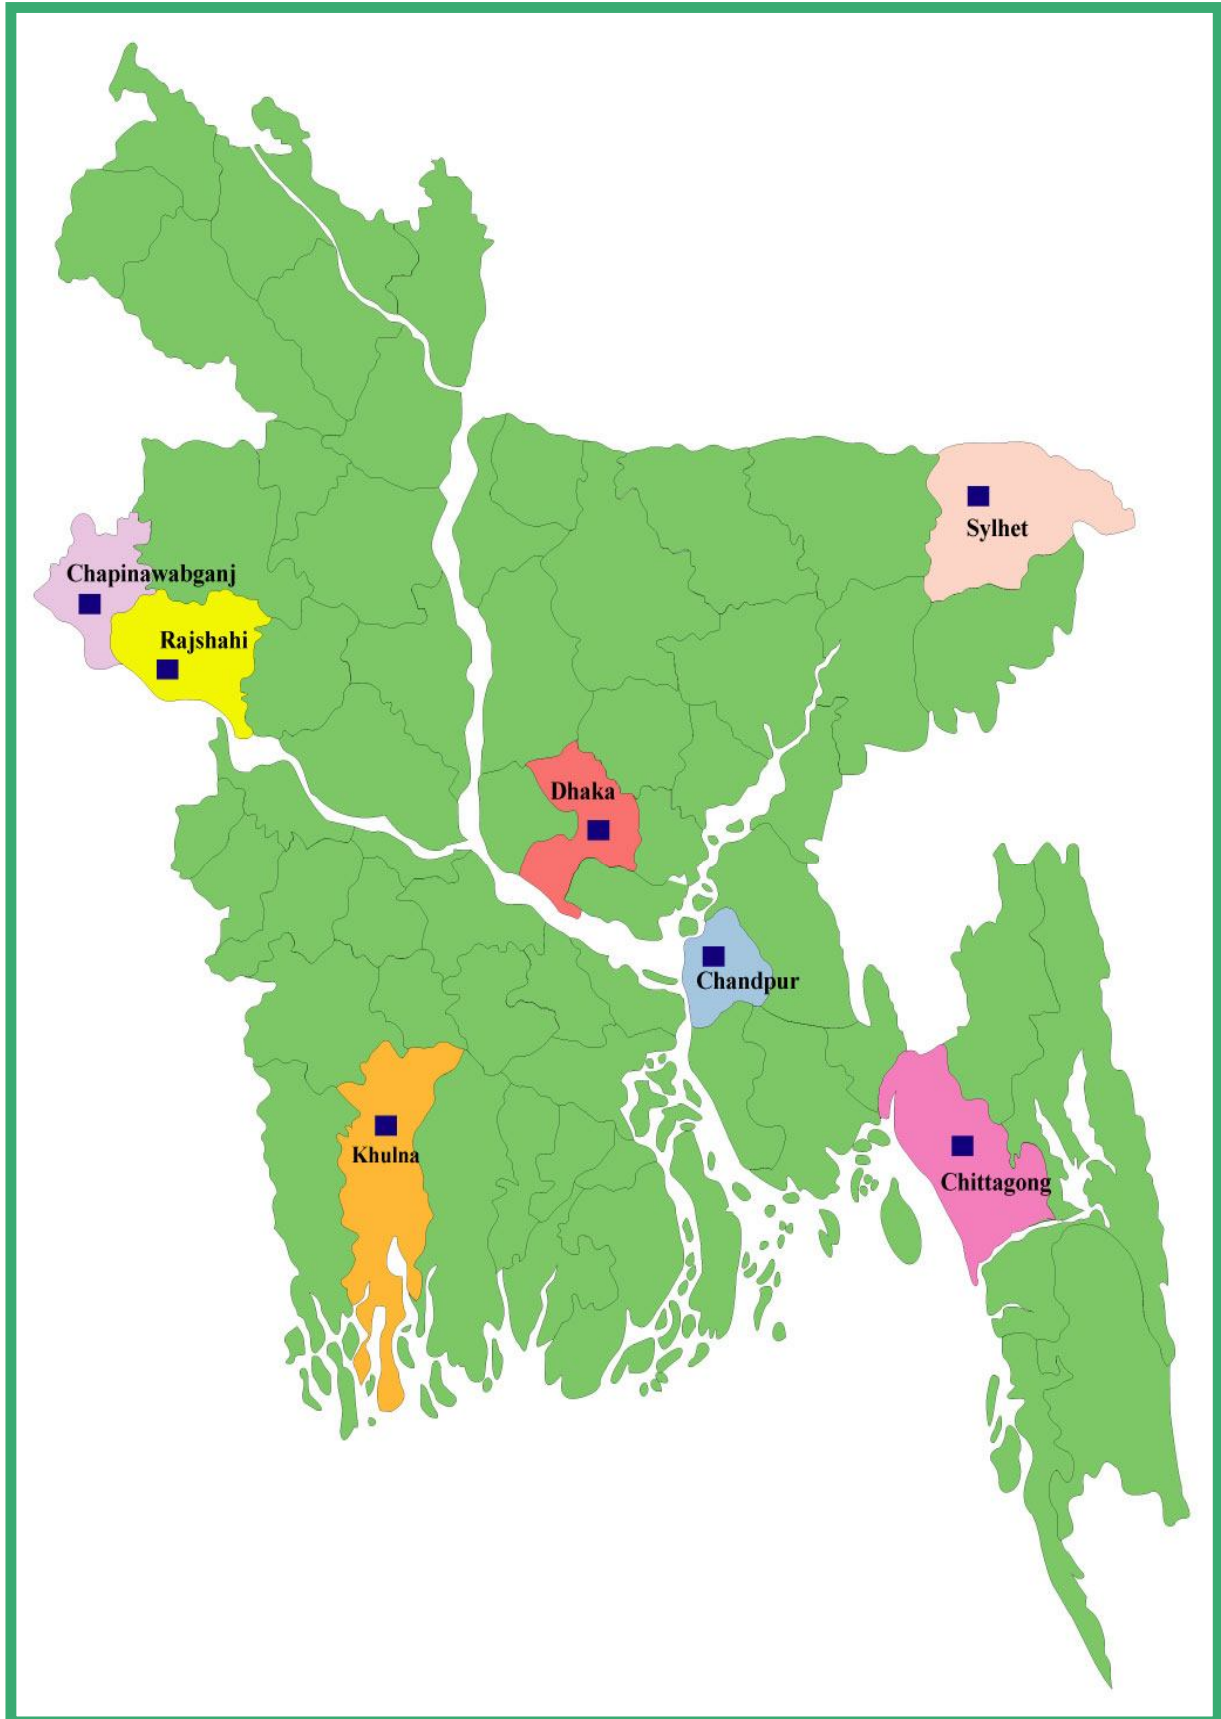 Sylhet
Chapinawabganj
Rajshahi
Dhaka
Chandpur
Khulna
Chittagong